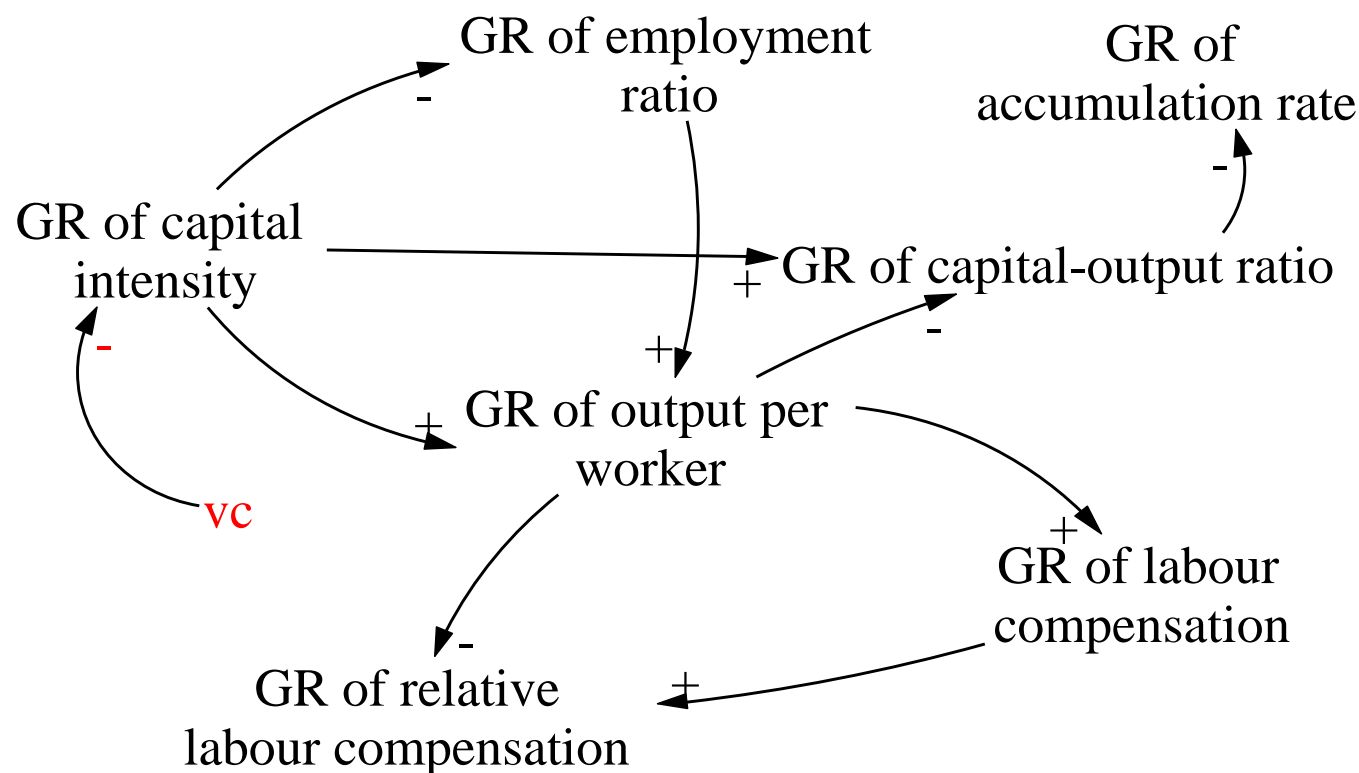 GR of employment
ratio
GR of
accumulation rate
-
-
GR of capital
intensity
GR of capital-output ratio
+
-
-
+
GR of output per
worker
+
vc
+
GR of labour
compensation
-
+
GR of relative
labour compensation